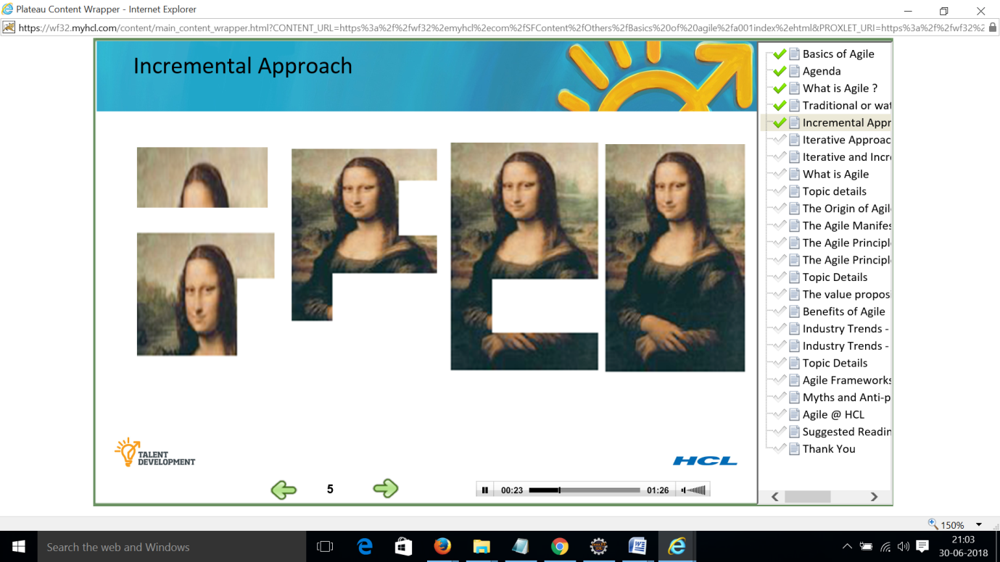 Plateau Content Wrapper - Internet Explorer
https://wf32.myhcl.com/content/main_content_wrapper.html?CONTENT_URL=https%3a%2f%2fwf32%2emyhcl%2ecom%2fSFContent%2fOthers%2fBasics%20of%20agile%2fa001index%2ehtml&PROXLET_URI=https%3a%2f%2fwf32%2
Incremental Approach
Basics of Agile
Agenda
What is Agile ?
Traditional or wat
Incremental Appr
Iterative Approac
Iterative and Incr
What is Agile
Topic details
The Origin of Agil
The Agile Manifes
The Agile Principl
The Agile Principl
Topic Details
The value propos
Benefits of Agile
Industry Trends -
Industry Trends -
Topic Details
Agile Frameworks
Myths and Anti-p
Agile @ HCL
Suggested Readin
Thank You
TALENT
DEVELOPMENT
HCL
5
00:23
01:26
150%
Search the web and Windows
21:03
30-06-2018